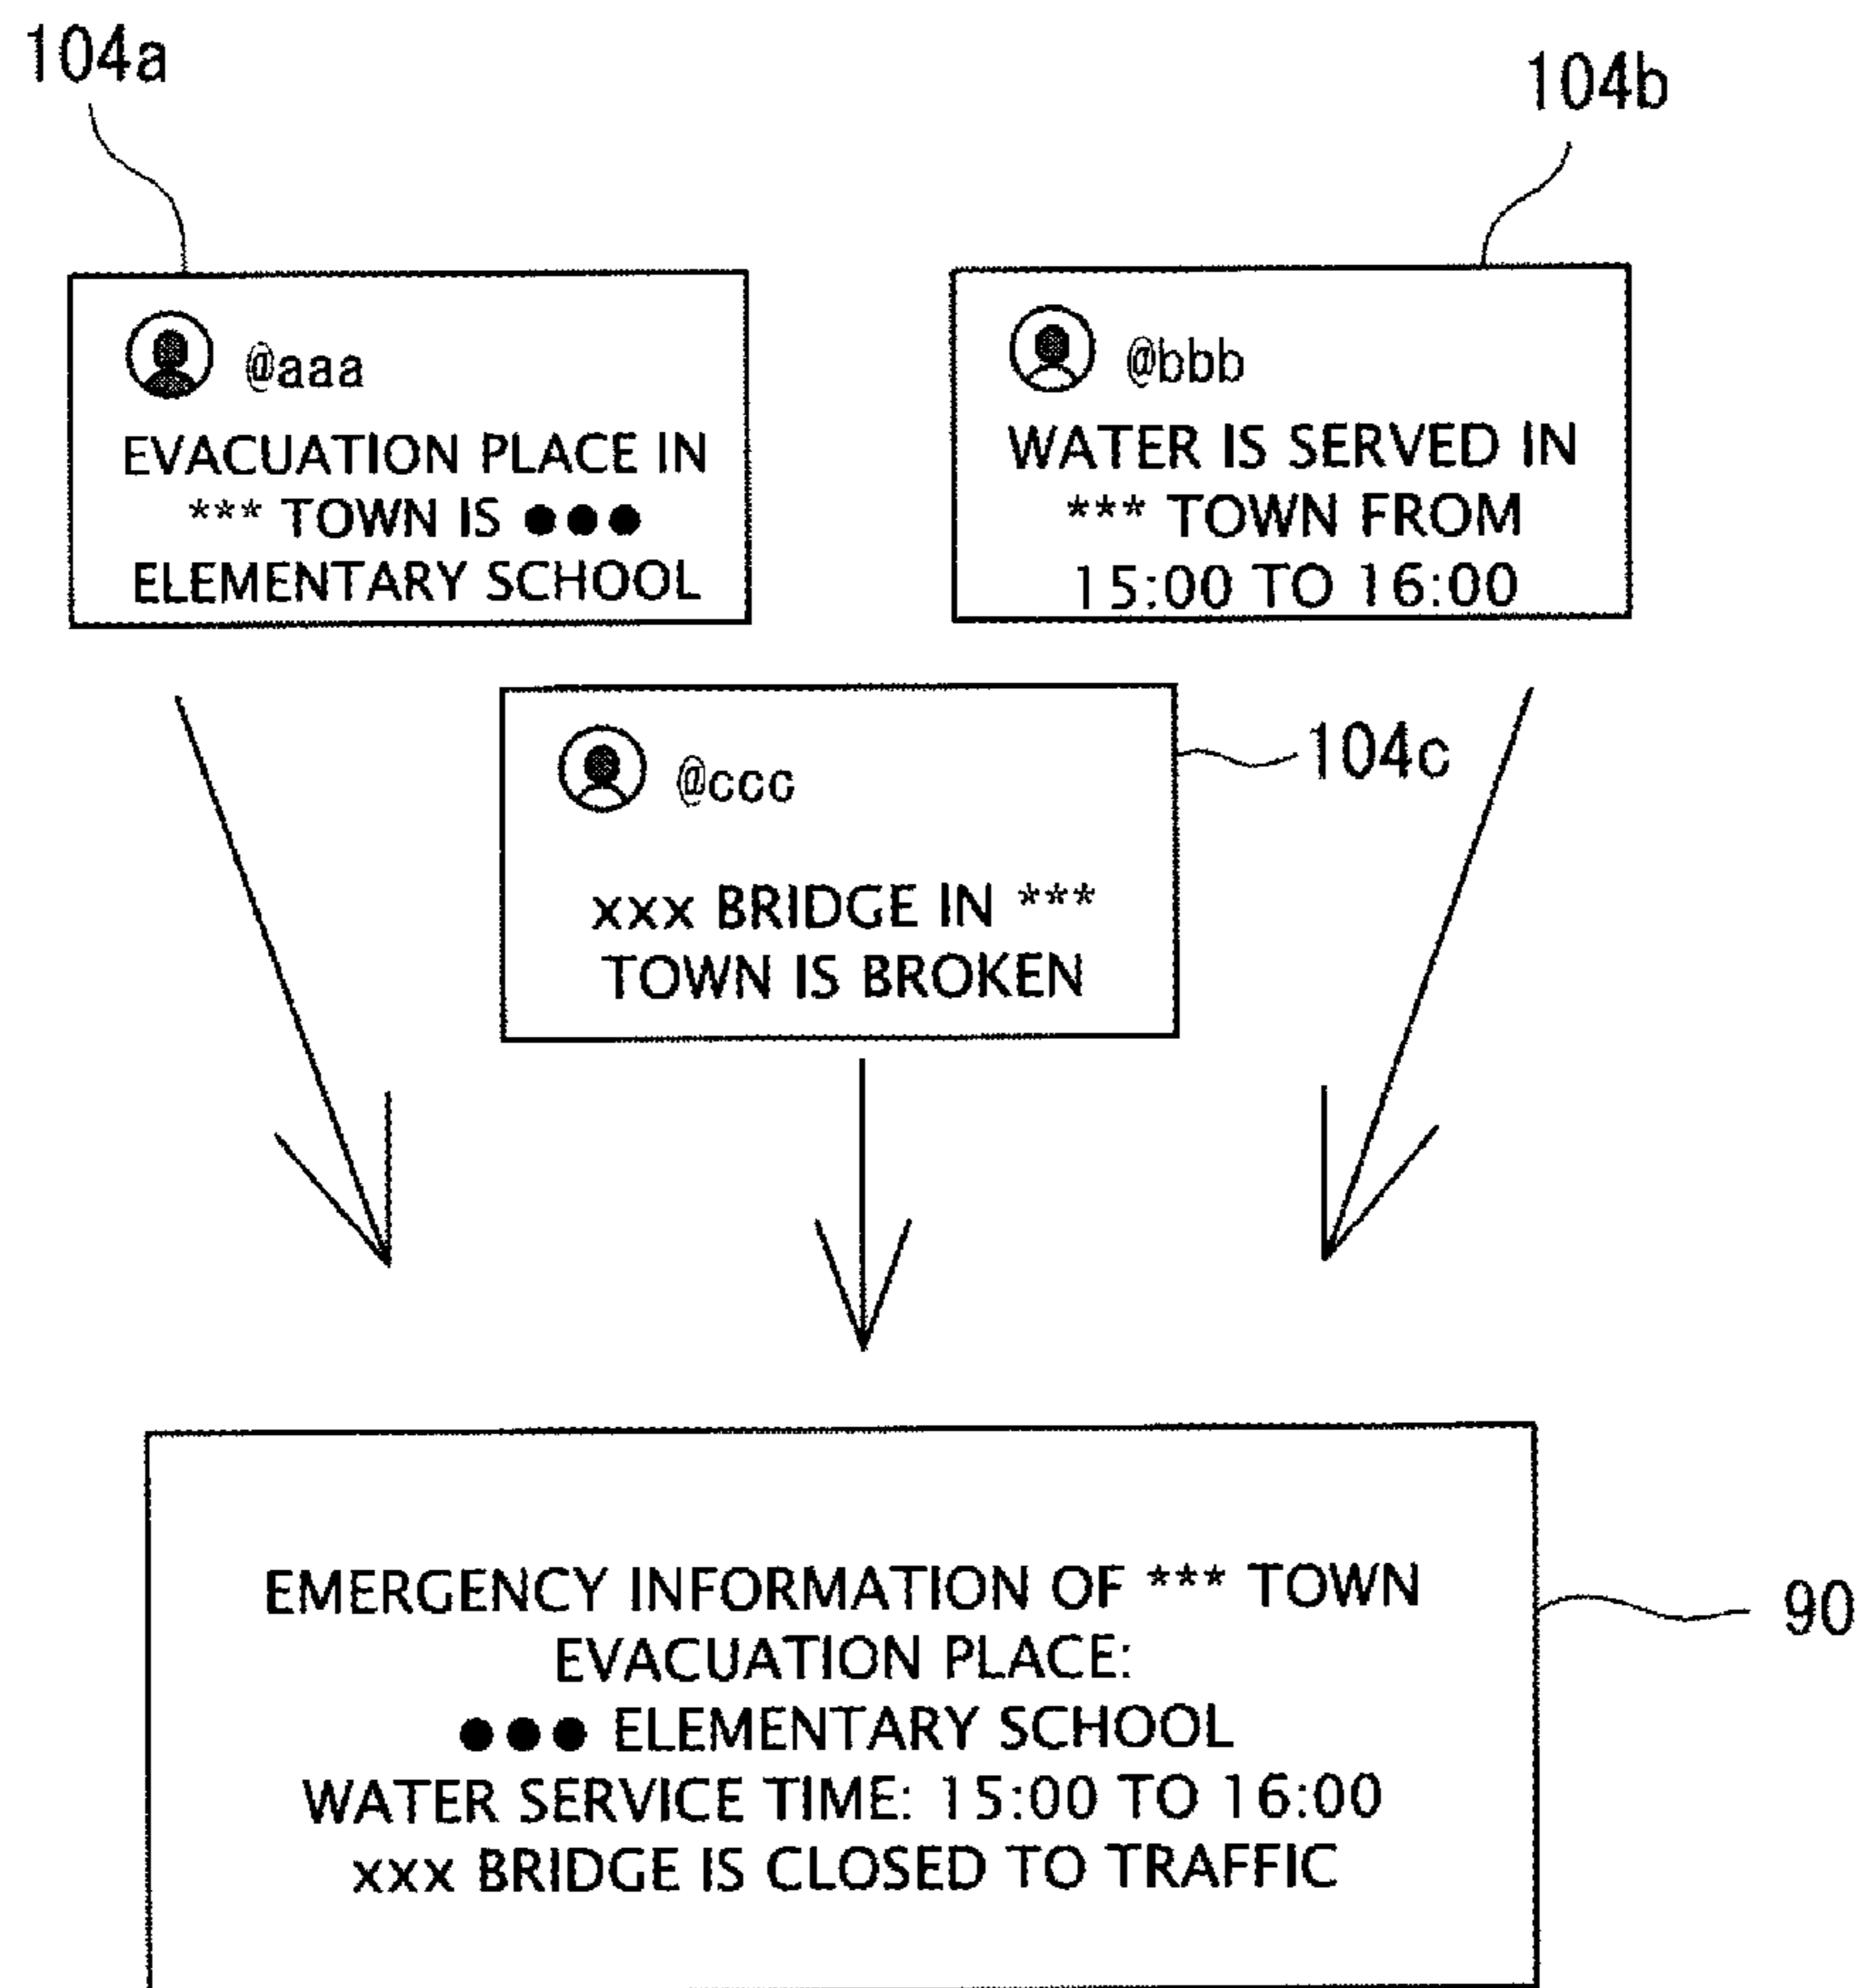 104a
104b
@aaa
EVACUATION PLACE IN
*** TOWN IS ●●●
ELEMENTARY SCHOOL
@bbb
WATER IS SERVED IN
*** TOWN FROM
15:00 TO 16:00
104c
@ccc
xxx BRIDGE IN ***
TOWN IS BROKEN
EMERGENCY INFORMATION OF *** TOWN
EVACUATION PLACE:
●●● ELEMENTARY SCHOOL
WATER SERVICE TIME: 15:00 TO 16:00
xxx BRIDGE IS CLOSED TO TRAFFIC
90